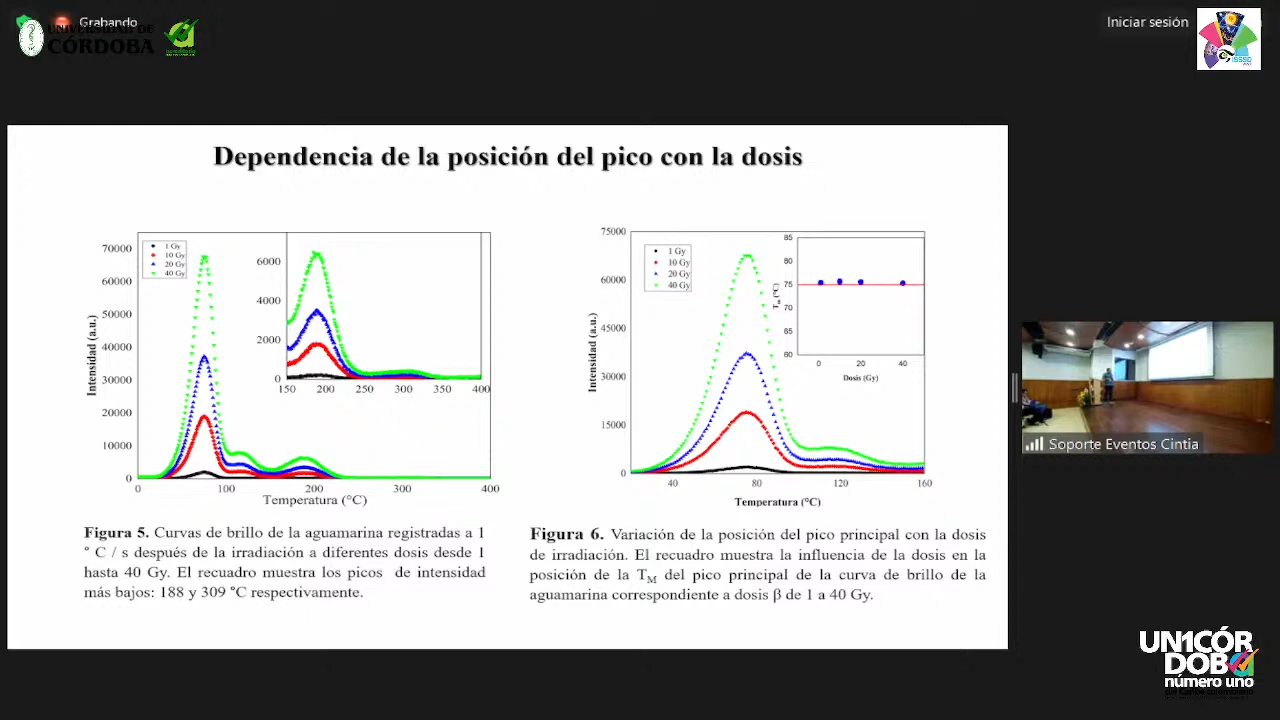 Grabando
UNIVERSIDAD DE
CÓRDOBA
Iniciar sesión
Dependencia de la posición del pico con la dosis
70000
60000
50000
40000
30000
20000
10000
0
Intensidad (a.u.)
1 Gy
10 Gy
20 Gy
40 Gy
6000
4000
2000
0
150 200 250 300 350 400
0 100 200 300 400
Temperatura (°C)
75000
60000
45000
30000
15000
0
Intensidad (a.u.)
1 Gy
10 Gy
20 Gy
40 Gy
85
80
75
70
65
60
Tm (°C)
0 20 40
Dosis (Gy)
40 80 120 160
Temperatura (°C)
Figura 5. Curvas de brillo de la aguamarina registradas a 1
° C / s después de la irradiación a diferentes dosis desde 1
hasta 40 Gy. El recuadro muestra los picos de intensidad
más bajos: 188 y 309 °C respectivamente.
Figura 6. Variación de la posición del pico principal con la dosis
de irradiación. El recuadro muestra la influencia de la dosis en la
posición de la TM del pico principal de la curva de brillo de la
aguamarina correspondiente a dosis β de 1 a 40 Gy.
Soporte Eventos Cintia
UN1CÓR
DOBA
número uno